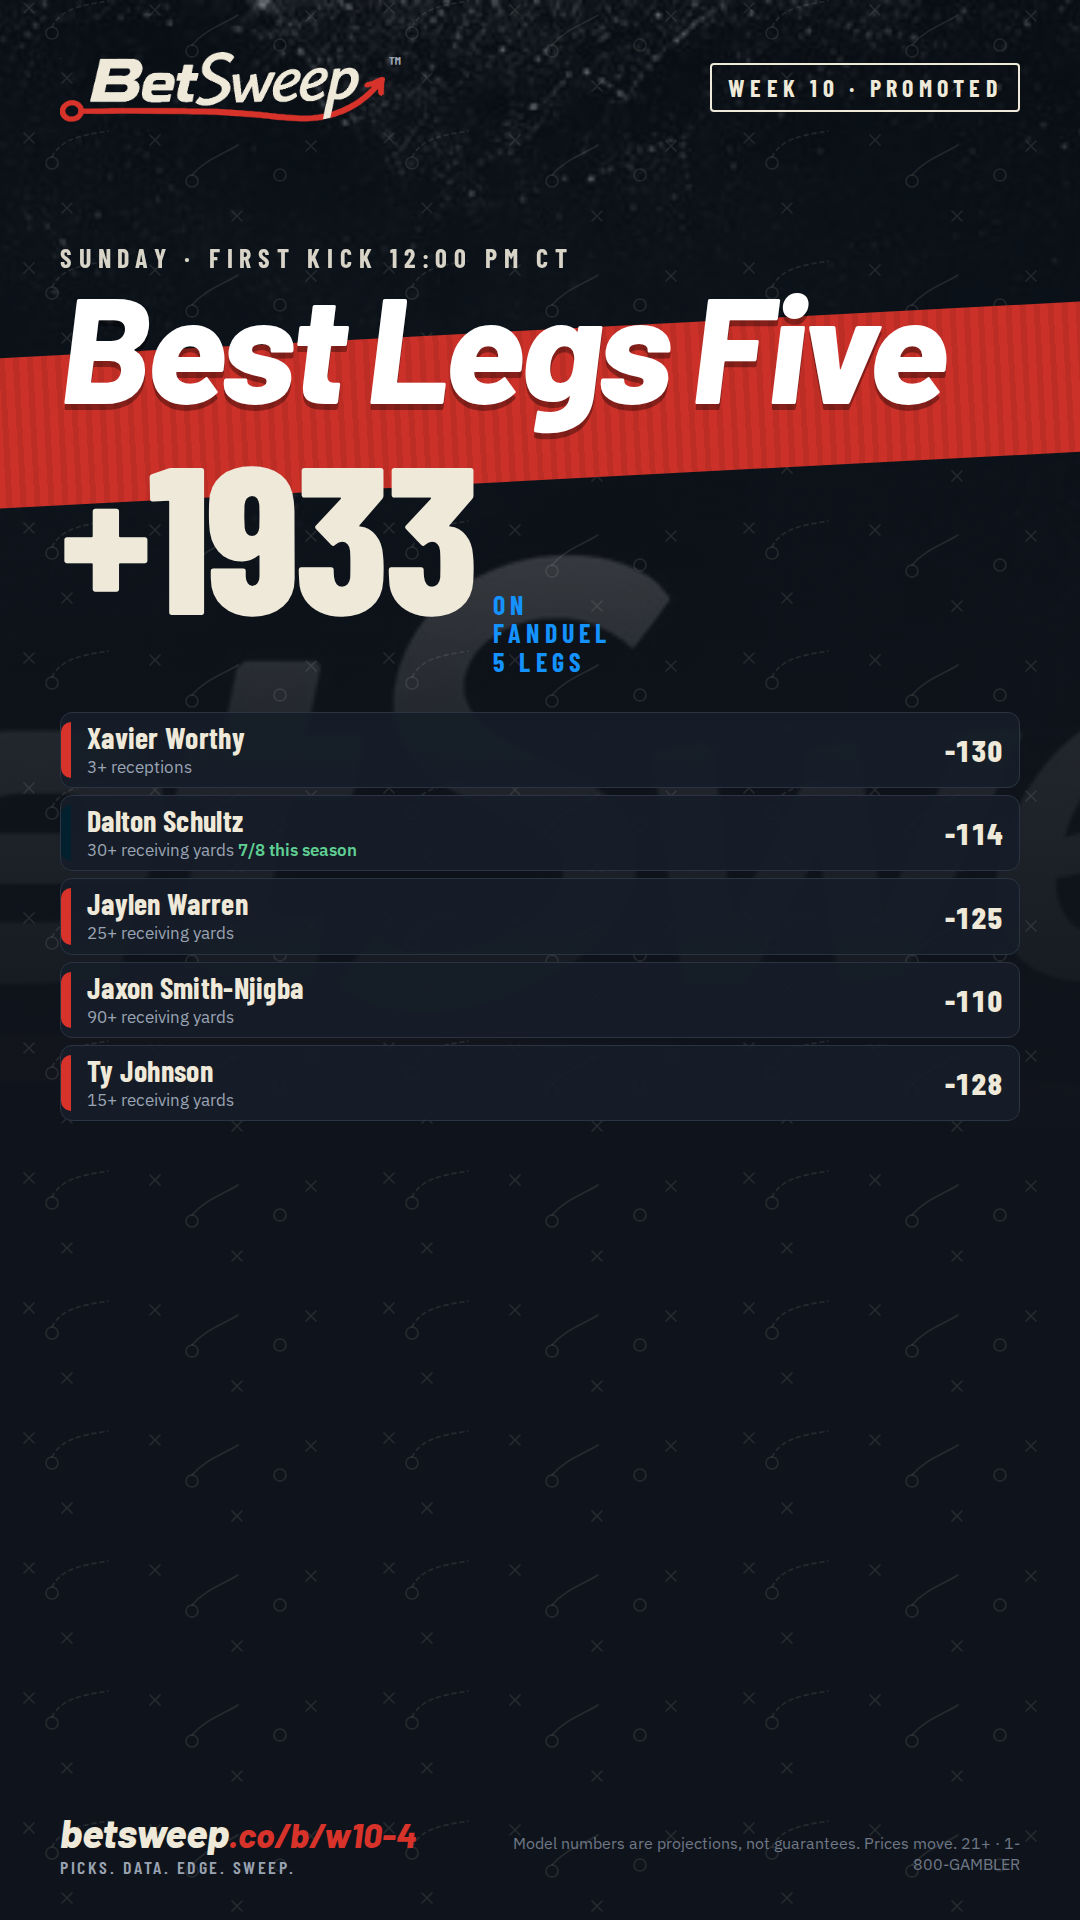 BetSweep™
WEEK 10 · PROMOTED
SUNDAY · FIRST KICK 12:00 PM CT
Best Legs Five
+1933
ON
FANDUEL
5 LEGS
Xavier Worthy
3+ receptions
-130
Dalton Schultz
30+ receiving yards 7/8 this season
-114
Jaylen Warren
25+ receiving yards
-125
Jaxon Smith-Njigba
90+ receiving yards
-110
Ty Johnson
15+ receiving yards
-128
betsweep.co/b/w10-4
PICKS. DATA. EDGE. SWEEP.
Model numbers are projections, not guarantees. Prices move. 21+ · 1-
800-GAMBLER